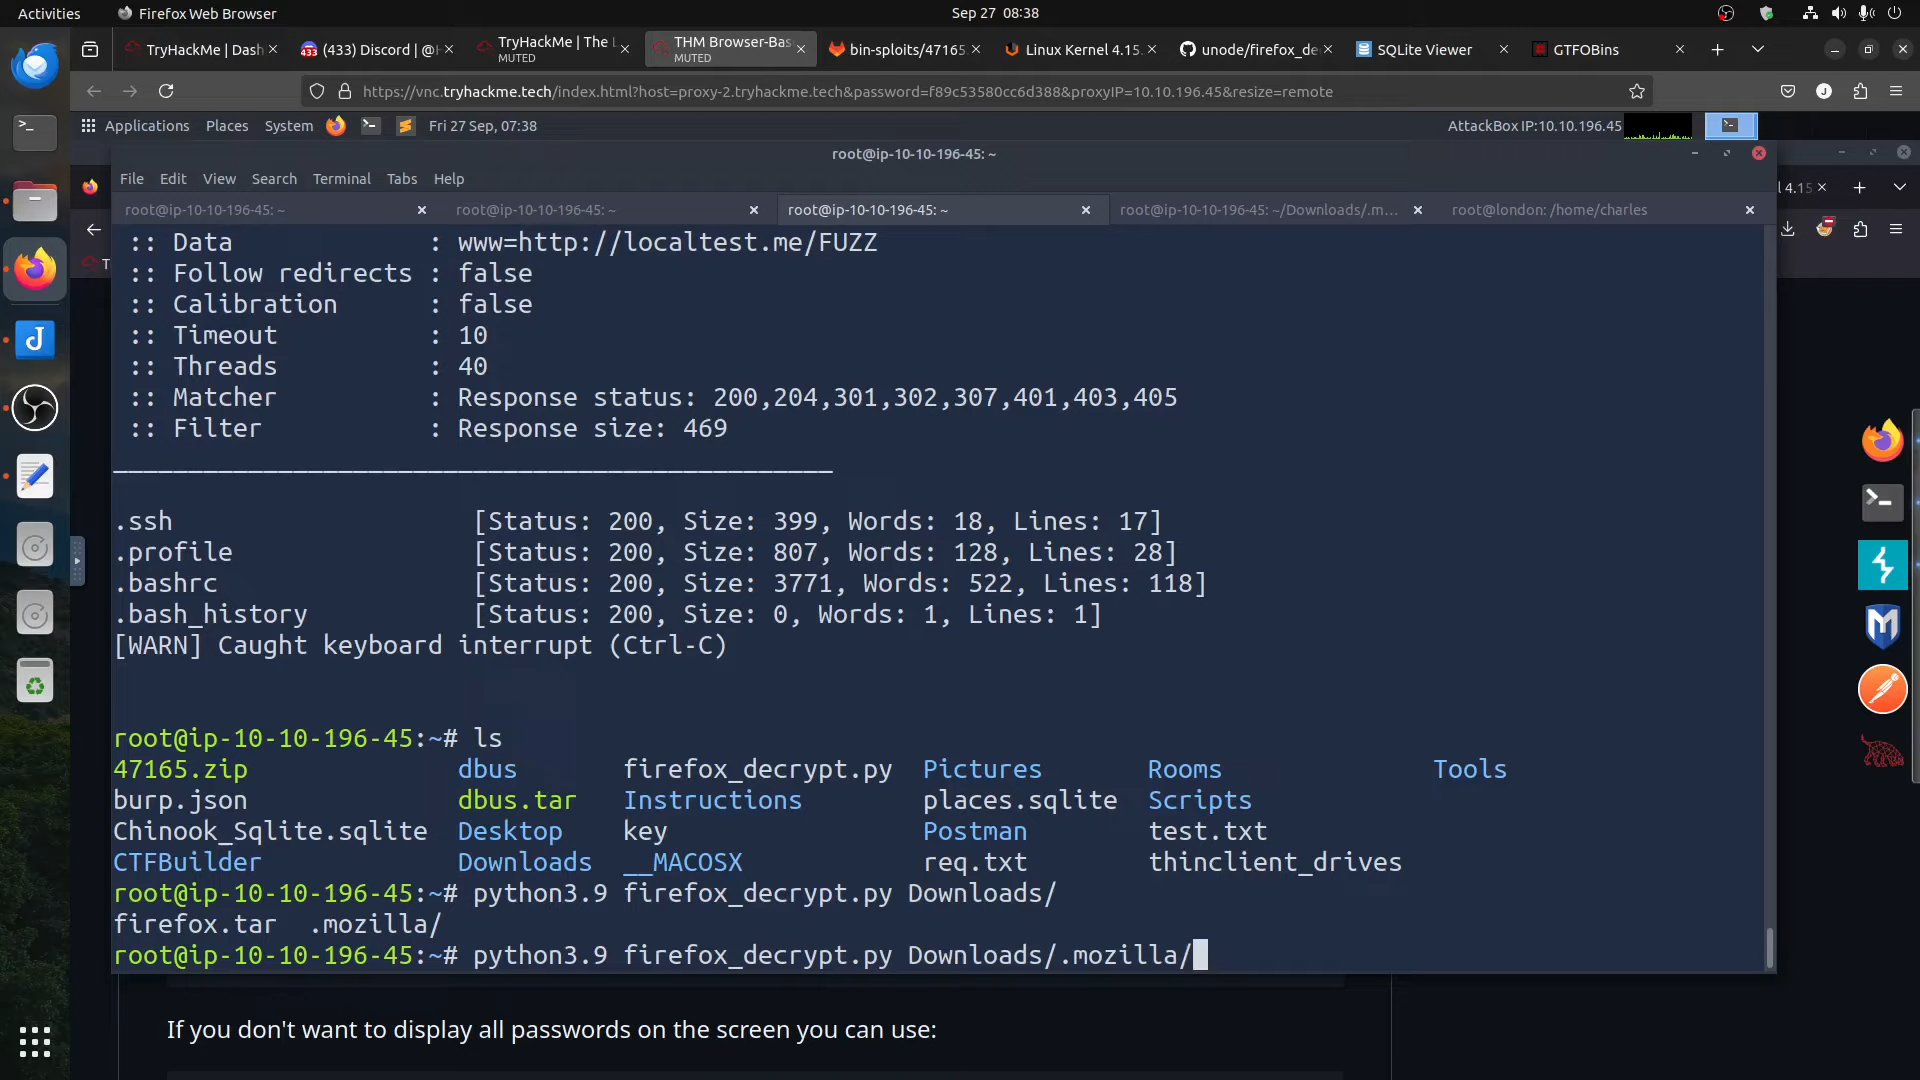 Activities Firefox Web Browser Sep 27 08:38
TryHackMe | Dash (433) Discord | @H TryHackMe | The L MUTED THM Browser-Bas MUTED bin-sploits/47165 Linux Kernel 4.15. unode/firefox_de SQLite Viewer GTFOBins
https://vnc.tryhackme.tech/index.html?host=proxy-2.tryhackme.tech&password=f89c53580cc6d388&proxyIP=10.10.196.45&resize=remote
Applications Places System Fri 27 Sep, 07:38 AttackBox IP:10.10.196.45
root@ip-10-10-196-45: ~
File Edit View Search Terminal Tabs Help
4.15
root@ip-10-10-196-45: ~ root@ip-10-10-196-45: ~ root@ip-10-10-196-45: ~ root@ip-10-10-196-45: ~/Downloads/.m... root@london: /home/charles
:: Data : www=http://localtest.me/FUZZ
:: Follow redirects : false
:: Calibration : false
:: Timeout : 10
:: Threads : 40
:: Matcher : Response status: 200,204,301,302,307,401,403,405
:: Filter : Response size: 469
________________________________________________
.ssh [Status: 200, Size: 399, Words: 18, Lines: 17]
.profile [Status: 200, Size: 807, Words: 128, Lines: 28]
.bashrc [Status: 200, Size: 3771, Words: 522, Lines: 118]
.bash_history [Status: 200, Size: 0, Words: 1, Lines: 1]
[WARN] Caught keyboard interrupt (Ctrl-C)
root@ip-10-10-196-45:~# ls
47165.zip dbus firefox_decrypt.py Pictures Rooms Tools
burp.json dbus.tar Instructions places.sqlite Scripts
Chinook_Sqlite.sqlite Desktop key Postman test.txt
CTFBuilder Downloads __MACOSX req.txt thinclient_drives
root@ip-10-10-196-45:~# python3.9 firefox_decrypt.py Downloads/
firefox.tar .mozilla/
root@ip-10-10-196-45:~# python3.9 firefox_decrypt.py Downloads/.mozilla/
If you don't want to display all passwords on the screen you can use: